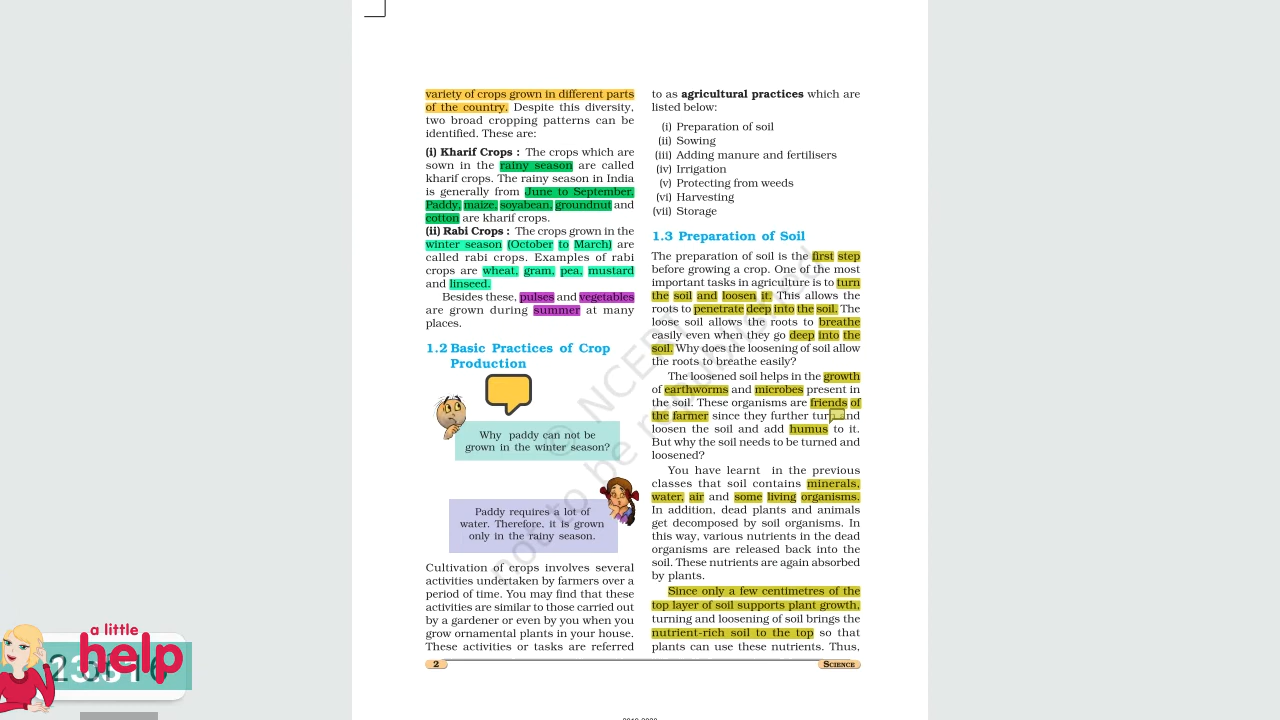 variety of crops grown in different parts
of the country. Despite this diversity,
two broad cropping patterns can be
identified. These are:
(i) Kharif Crops : The crops which are
sown in the rainy season are called
kharif crops. The rainy season in India
is generally from June to September.
Paddy, maize, soyabean, groundnut and
cotton are kharif crops.
(ii) Rabi Crops : The crops grown in the
winter season (October to March) are
called rabi crops. Examples of rabi
crops are wheat, gram, pea, mustard
and linseed.
Besides these, pulses and vegetables
are grown during summer at many
places.
1.2 Basic Practices of Crop
Production
Why paddy can not be
grown in the winter season?
Paddy requires a lot of
water. Therefore, it is grown
only in the rainy season.
Cultivation of crops involves several
activities undertaken by farmers over a
period of time. You may find that these
activities are similar to those carried out
by a gardener or even by you when you
grow ornamental plants in your house.
These activities or tasks are referred
2
to as agricultural practices which are
listed below:
(i) Preparation of soil
(ii) Sowing
(iii) Adding manure and fertilisers
(iv) Irrigation
(v) Protecting from weeds
(vi) Harvesting
(vii) Storage
1.3 Preparation of Soil
The preparation of soil is the first step
before growing a crop. One of the most
important tasks in agriculture is to turn
the soil and loosen it. This allows the
roots to penetrate deep into the soil. The
loose soil allows the roots to breathe
easily even when they go deep into the
soil. Why does the loosening of soil allow
the roots to breathe easily?
The loosened soil helps in the growth
of earthworms and microbes present in
the soil. These organisms are friends of
the farmer since they further turn and
loosen the soil and add humus to it.
But why the soil needs to be turned and
loosened?
You have learnt in the previous
classes that soil contains minerals,
water, air and some living organisms.
In addition, dead plants and animals
get decomposed by soil organisms. In
this way, various nutrients in the dead
organisms are released back into the
soil. These nutrients are again absorbed
by plants.
Since only a few centimetres of the
top layer of soil supports plant growth,
turning and loosening of soil brings the
nutrient-rich soil to the top so that
plants can use these nutrients. Thus,
SCIENCE
© NCERT
not to be republished
a little
help